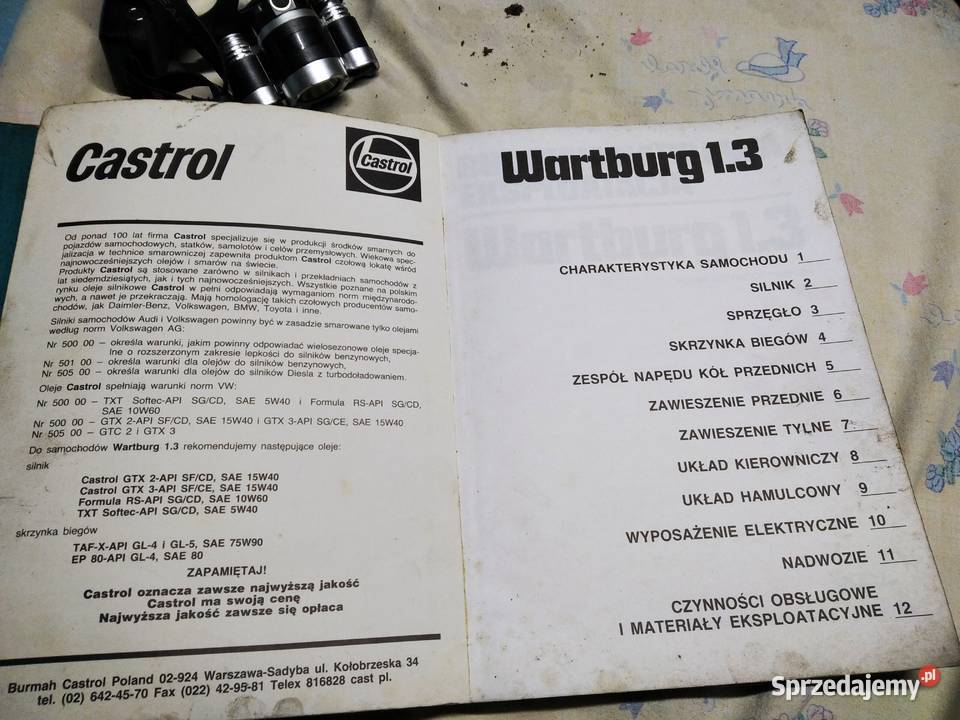 Castrol
Castrol
Od ponad 100 lat firma Castrol specjalizuje się w produkcji środków smarnych do
pojazdów samochodowych, statków, samolotów i celów przemysłowych. Wiekowa spec-
jalizacja w technice smarowniczej zapewniła produktom Castrol czołową lokatę wśród
najnowocześniejszych olejów i smarów na świecie.
Produkty Castrol są stosowane zarówno w silnikach i przekładniach samochodów z
lat siedemdziesiątych, jak i tych najnowocześniejszych. Wszystkie poznane na polskim
rynku oleje silnikowe Castrol w pełni odpowiadają wymaganiom norm międzynarodo-
wych, a nawet je przekraczają. Mają homologację takich czołowych producentów samo-
chodów, jak Daimler-Benz, Volkswagen, BMW, Toyota i inne.
Silniki samochodów Audi i Volkswagen powinny być w zasadzie smarowane tylko olejami
według norm Volkswagen AG:
Nr 500 00 – określa warunki, jakim powinny odpowiadać wielosezonowe oleje specja-
lne o rozszerzonym zakresie lepkości do silników benzynowych,
Nr 501 00 – określa warunki dla olejów do silników benzynowych,
Nr 505 00 – określa warunki dla olejów do silników Diesla z turbodoładowaniem.
Oleje Castrol spełniają warunki norm VW:
Nr 500 00 – TXT Softec-API SG/CD, SAE 5W40 i Formula RS-API SG/CD,
SAE 10W60
Nr 500 00 – GTX 2-API SF/CD, SAE 15W40 i GTX 3-API SG/CE, SAE 15W40
Nr 505 00 – GTC 2 i GTX 3
Do samochodów Wartburg 1.3 rekomendujemy następujące oleje:
silnik
Castrol GTX 2-API SF/CD, SAE 15W40
Castrol GTX 3-API SF/CE, SAE 15W40
Formula RS-API SG/CD, SAE 10W60
TXT Softec-API SG/CD, SAE 5W40
skrzynka biegów
TAF-X-API GL-4 i GL-5, SAE 75W90
EP 80-API GL-4, SAE 80
ZAPAMIĘTAJ!
Castrol oznacza zawsze najwyższą jakość
Castrol ma swoją cenę
Najwyższa jakość zawsze się opłaca
Burmah Castrol Poland 02-924 Warszawa-Sadyba ul. Kołobrzeska 34
tel. (02) 642-45-70 Fax (022) 42-95-81 Telex 816828 cast pl.
Wartburg 1.3
CHARAKTERYSTYKA SAMOCHODU 1
SILNIK 2
SPRZĘGŁO 3
SKRZYNKA BIEGÓW 4
ZESPÓŁ NAPĘDU KÓŁ PRZEDNICH 5
ZAWIESZENIE PRZEDNIE 6
ZAWIESZENIE TYLNE 7
UKŁAD KIEROWNICZY 8
UKŁAD HAMULCOWY 9
WYPOSAŻENIE ELEKTRYCZNE 10
NADWOZIE 11
CZYNNOŚCI OBSŁUGOWE
I MATERIAŁY EKSPLOATACYJNE 12
Sprzedajemy.pl